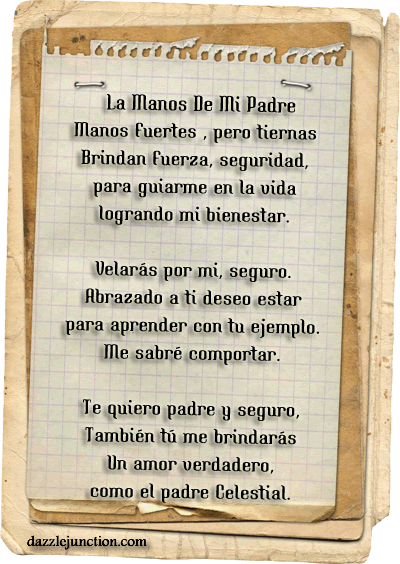 La Manos De Mi Padre
Manos fuertes , pero tiernas
Brindan fuerza, seguridad,
para guiarme en la vida
logrando mi bienestar.

Velarás por mi, seguro.
Abrazado a ti deseo estar
para aprender con tu ejemplo.
Me sabré comportar.

Te quiero padre y seguro,
También tú me brindarás
Un amor verdadero,
como el padre Celestial.
dazzlejunction.com